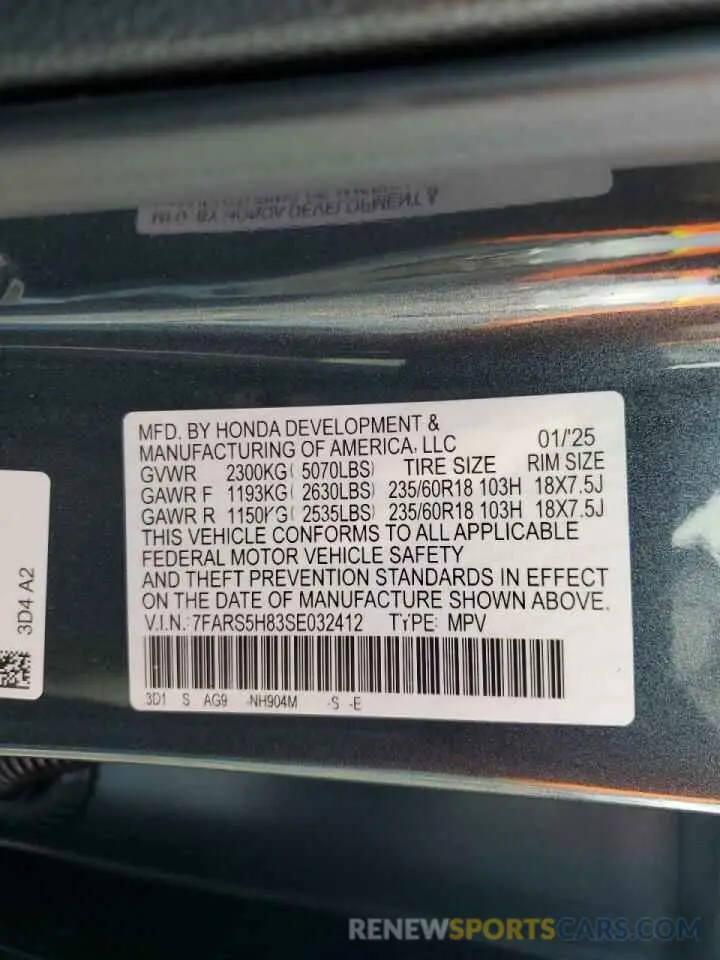 MFD. BY HONDA DEVELOPMENT &
MANUFACTURING OF AMERICA, LLC 01/'25
GVWR 2300KG( 5070LBS) TIRE SIZE RIM SIZE
GAWR F 1193KG( 2630LBS) 235/60R18 103H 18X7.5J
GAWR R 1150KG( 2535LBS) 235/60R18 103H 18X7.5J
THIS VEHICLE CONFORMS TO ALL APPLICABLE
FEDERAL MOTOR VEHICLE SAFETY
AND THEFT PREVENTION STANDARDS IN EFFECT
ON THE DATE OF MANUFACTURE SHOWN ABOVE.
V.I.N.: 7FARS5H83SE032412 TYPE: MPV
3D1 S AG9 -NH904M -S -E
3D4 A2
RENEWSPORTSCARS.COM